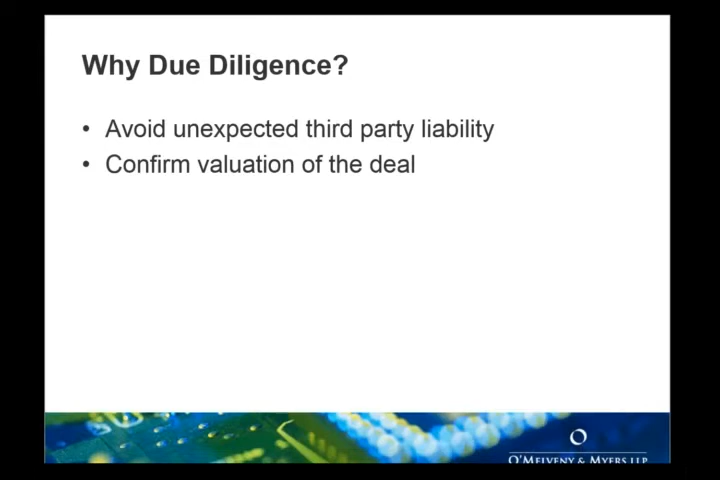 Why Due Diligence?
• Avoid unexpected third party liability
• Confirm valuation of the deal
O
O'MELVENY & MYERS LLP